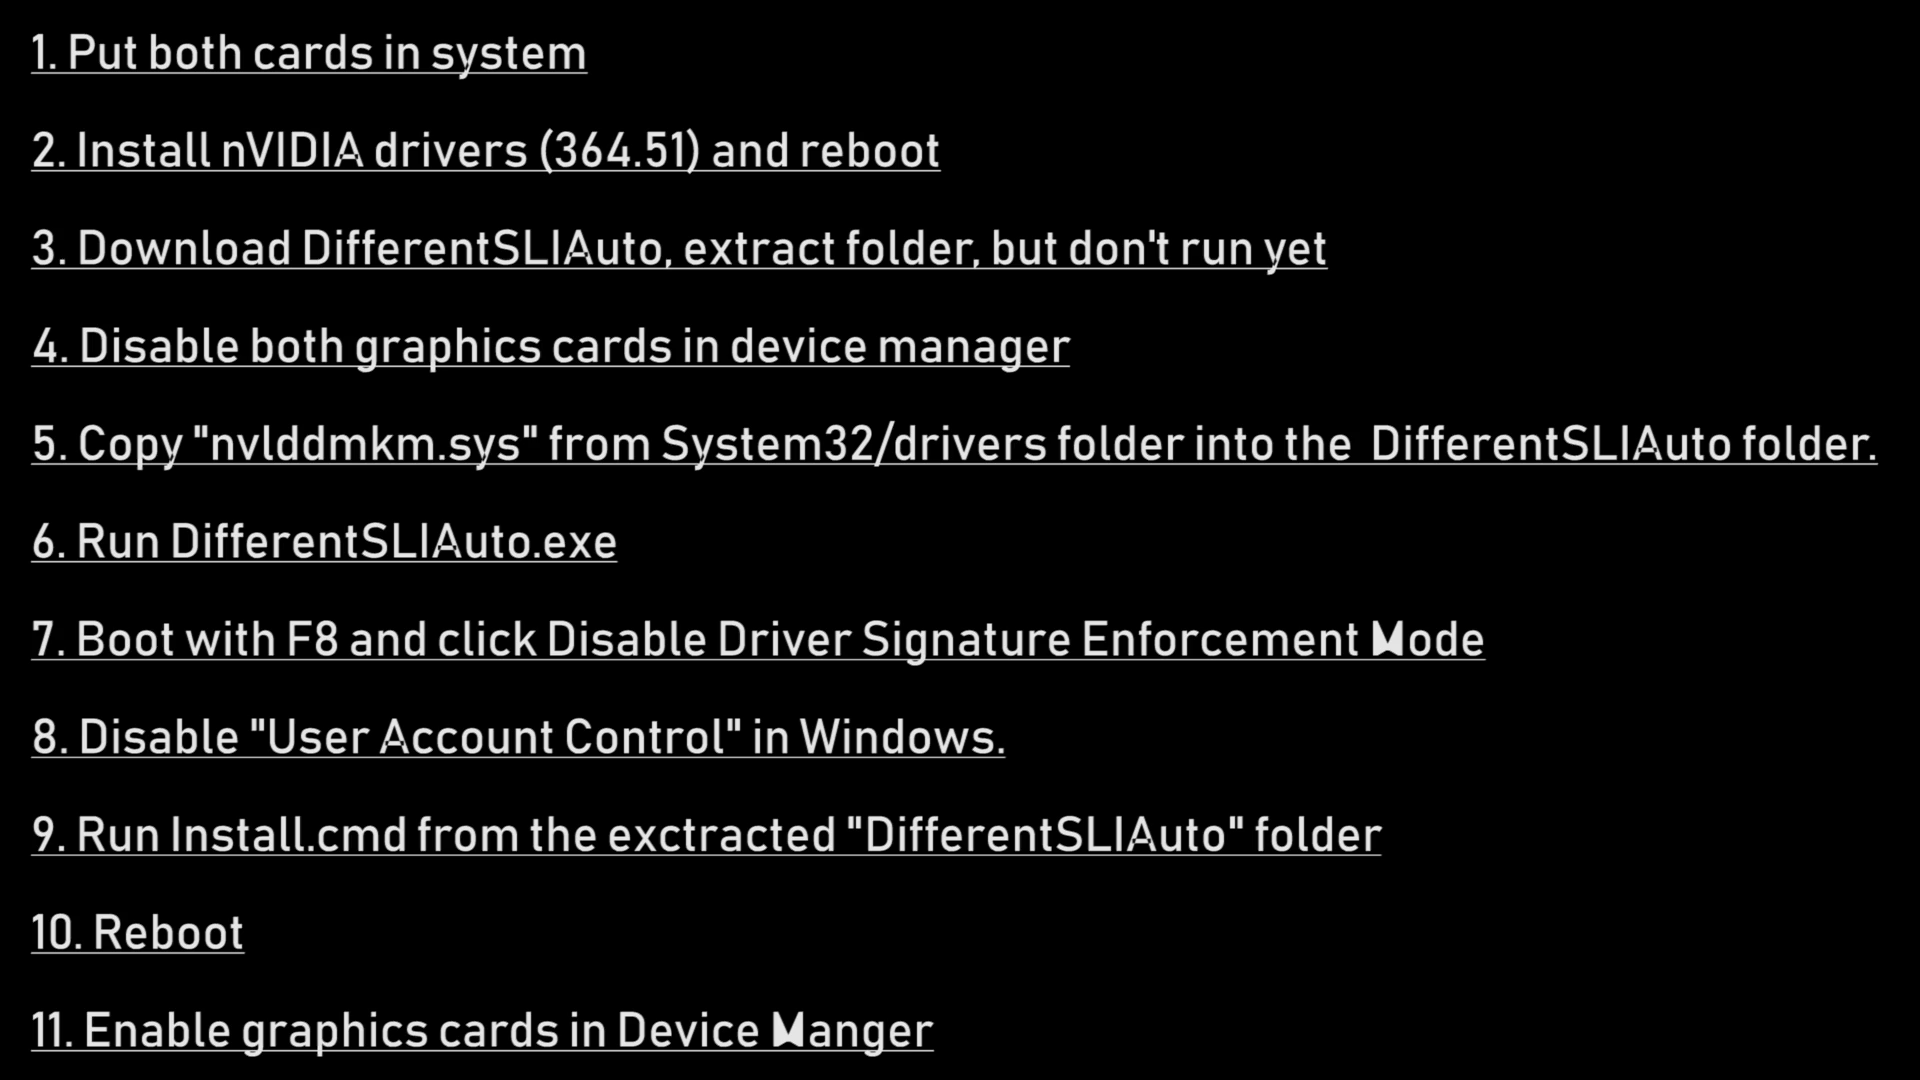 1. Put both cards in system
2. Install nVIDIA drivers (364.51) and reboot
3. Download DifferentSLIAuto, extract folder, but don't run yet
4. Disable both graphics cards in device manager
5. Copy "nvlddmkm.sys" from System32/drivers folder into the  DifferentSLIAuto folder.
6. Run DifferentSLIAuto.exe
7. Boot with F8 and click Disable Driver Signature Enforcement Mode
8. Disable "User Account Control" in Windows.
9. Run Install.cmd from the exctracted "DifferentSLIAuto" folder
10. Reboot
11. Enable graphics cards in Device Manger